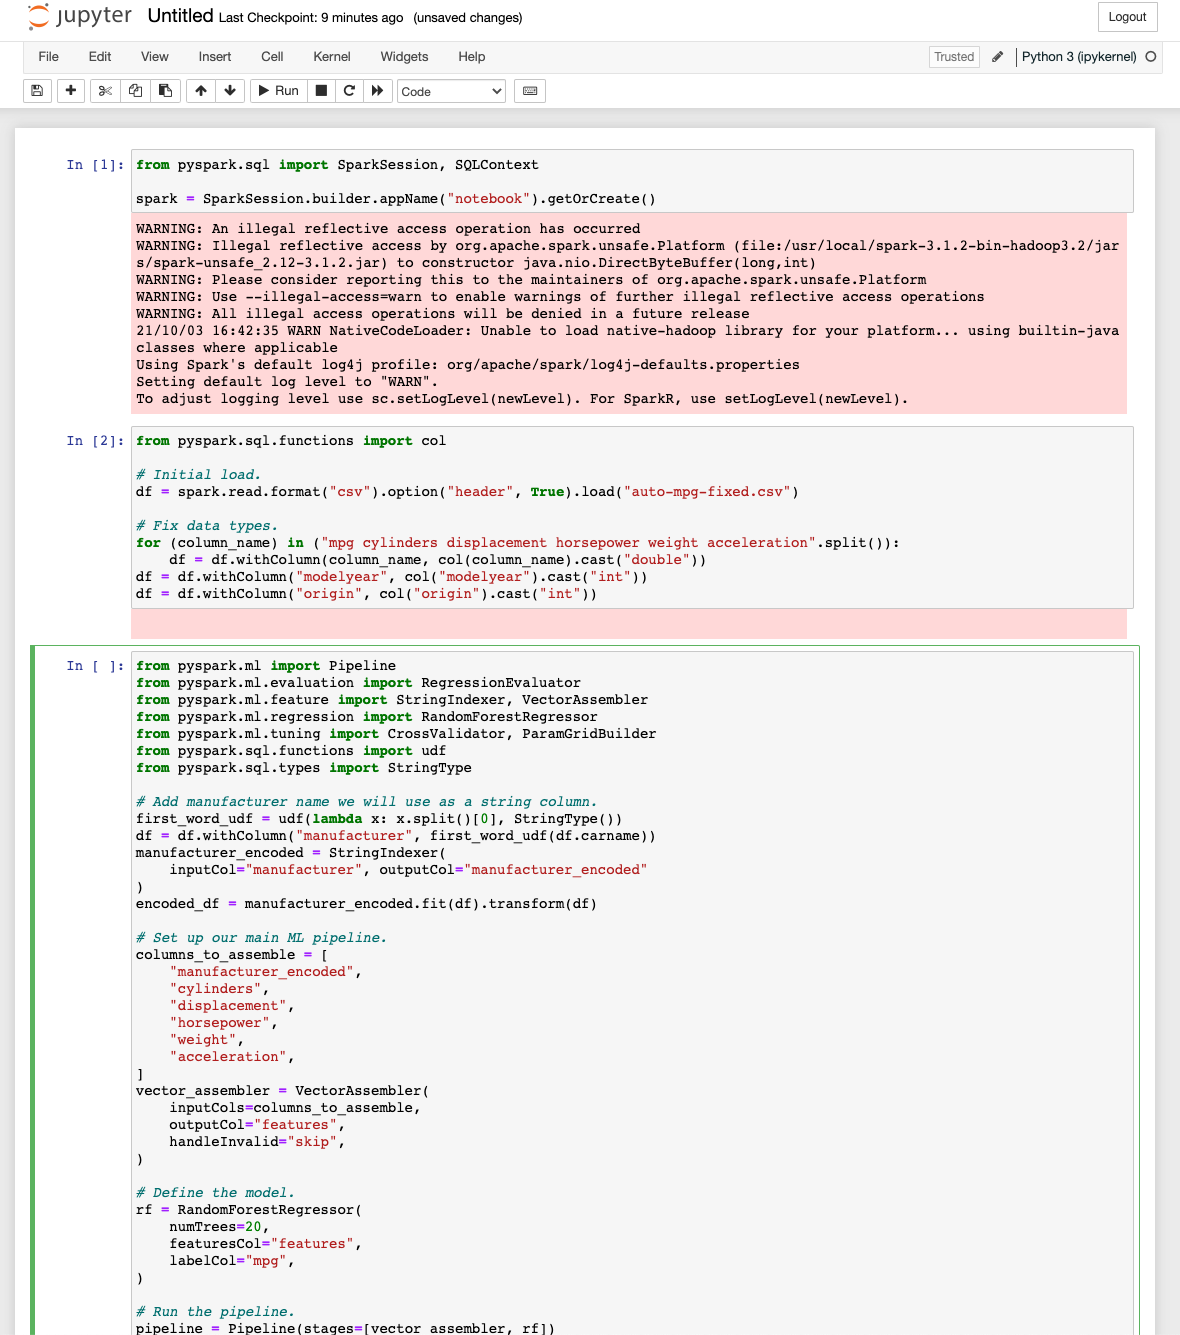 jupyter Untitled Last Checkpoint: 9 minutes ago (unsaved changes) Logout
File Edit View Insert Cell Kernel Widgets Help Trusted Python 3 (ipykernel)
Run Code
In [1]: from pyspark.sql import SparkSession, SQLContext
spark = SparkSession.builder.appName("notebook").getOrCreate()
WARNING: An illegal reflective access operation has occurred
WARNING: Illegal reflective access by org.apache.spark.unsafe.Platform (file:/usr/local/spark-3.1.2-bin-hadoop3.2/jar
s/spark-unsafe_2.12-3.1.2.jar) to constructor java.nio.DirectByteBuffer(long,int)
WARNING: Please consider reporting this to the maintainers of org.apache.spark.unsafe.Platform
WARNING: Use --illegal-access=warn to enable warnings of further illegal reflective access operations
WARNING: All illegal access operations will be denied in a future release
21/10/03 16:42:35 WARN NativeCodeLoader: Unable to load native-hadoop library for your platform... using builtin-java
classes where applicable
Using Spark's default log4j profile: org/apache/spark/log4j-defaults.properties
Setting default log level to "WARN".
To adjust logging level use sc.setLogLevel(newLevel). For SparkR, use setLogLevel(newLevel).
In [2]: from pyspark.sql.functions import col
# Initial load.
df = spark.read.format("csv").option("header", True).load("auto-mpg-fixed.csv")
# Fix data types.
for (column_name) in ("mpg cylinders displacement horsepower weight acceleration".split()):
    df = df.withColumn(column_name, col(column_name).cast("double"))
df = df.withColumn("modelyear", col("modelyear").cast("int"))
df = df.withColumn("origin", col("origin").cast("int"))
In [ ]: from pyspark.ml import Pipeline
from pyspark.ml.evaluation import RegressionEvaluator
from pyspark.ml.feature import StringIndexer, VectorAssembler
from pyspark.ml.regression import RandomForestRegressor
from pyspark.ml.tuning import CrossValidator, ParamGridBuilder
from pyspark.sql.functions import udf
from pyspark.sql.types import StringType
# Add manufacturer name we will use as a string column.
first_word_udf = udf(lambda x: x.split()[0], StringType())
df = df.withColumn("manufacturer", first_word_udf(df.carname))
manufacturer_encoded = StringIndexer(
    inputCol="manufacturer", outputCol="manufacturer_encoded"
)
encoded_df = manufacturer_encoded.fit(df).transform(df)
# Set up our main ML pipeline.
columns_to_assemble = [
    "manufacturer_encoded",
    "cylinders",
    "displacement",
    "horsepower",
    "weight",
    "acceleration",
]
vector_assembler = VectorAssembler(
    inputCols=columns_to_assemble,
    outputCol="features",
    handleInvalid="skip",
)
# Define the model.
rf = RandomForestRegressor(
    numTrees=20,
    featuresCol="features",
    labelCol="mpg",
)
# Run the pipeline.
pipeline = Pipeline(stages=[vector_assembler, rf])